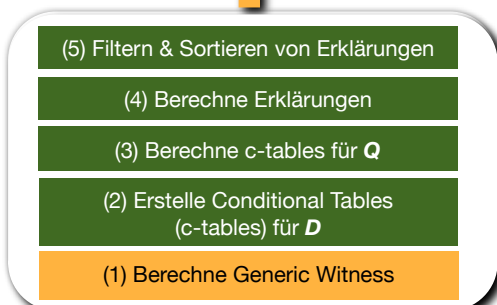 (5) Filtern & Sortieren von Erklärungen
(4) Berechne Erklärungen
(3) Berechne c-tables für Q
(2) Erstelle Conditional Tables
(c-tables) für D
(1) Berechne Generic Witness